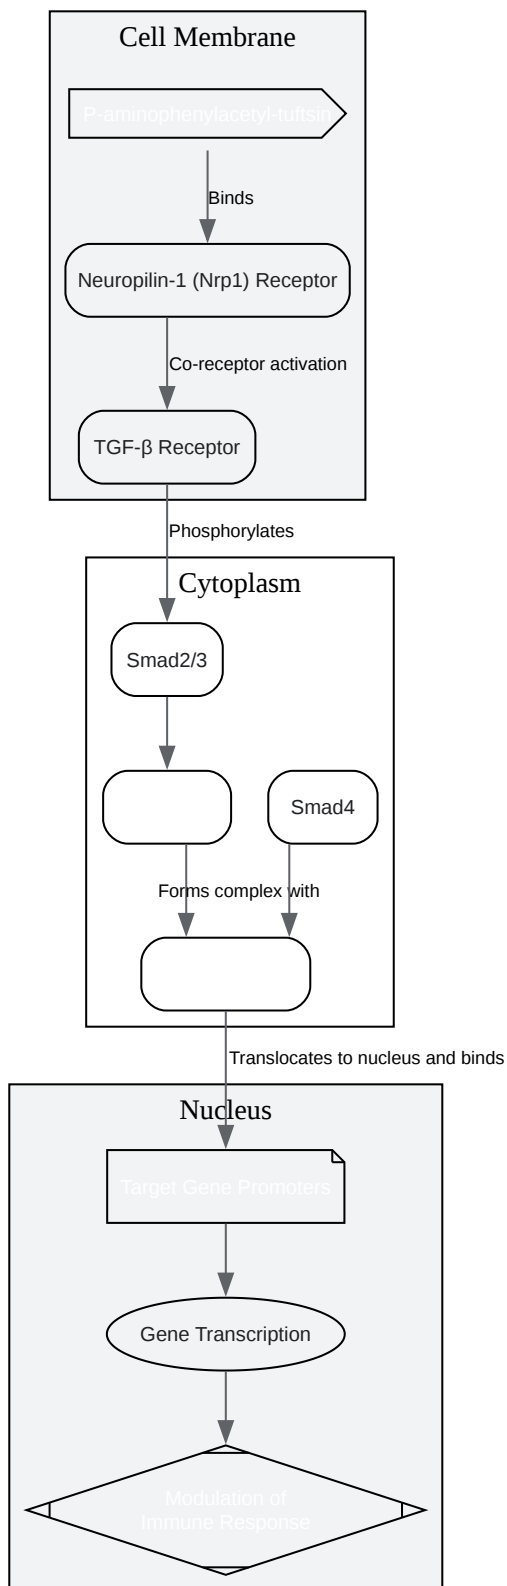 Cell Membrane
P-aminophenylacetyl-tuftsin
Binds
Neuropilin-1 (Nrp1) Receptor
Co-receptor activation
TGF-β Receptor
Phosphorylates
Cytoplasm
Smad2/3
Smad4
Forms complex with
Translocates to nucleus and binds
Nucleus
Target Gene Promoters
Gene Transcription
Modulation of
Immune Response